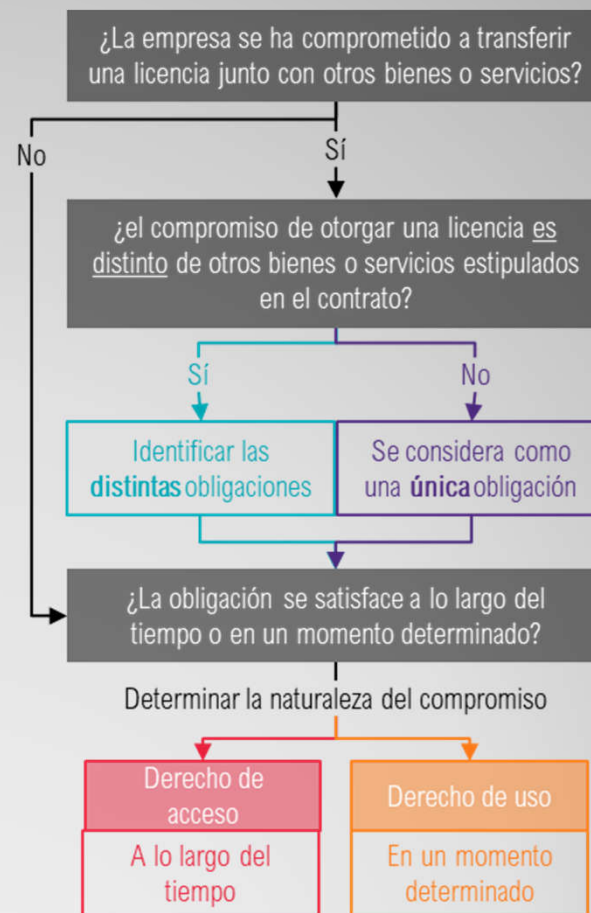 ¿La empresa se ha comprometido a transferir
una licencia junto con otros bienes o servicios?
No
Sí
¿el compromiso de otorgar una licencia es
distinto de otros bienes o servicios estipulados
en el contrato?
Sí
No
Identificar las
distintas obligaciones
Se considera como
una única obligación
¿La obligación se satisface a lo largo del
tiempo o en un momento determinado?
Determinar la naturaleza del compromiso
Derecho de
acceso
Derecho de uso
A lo largo del
tiempo
En un momento
determinado